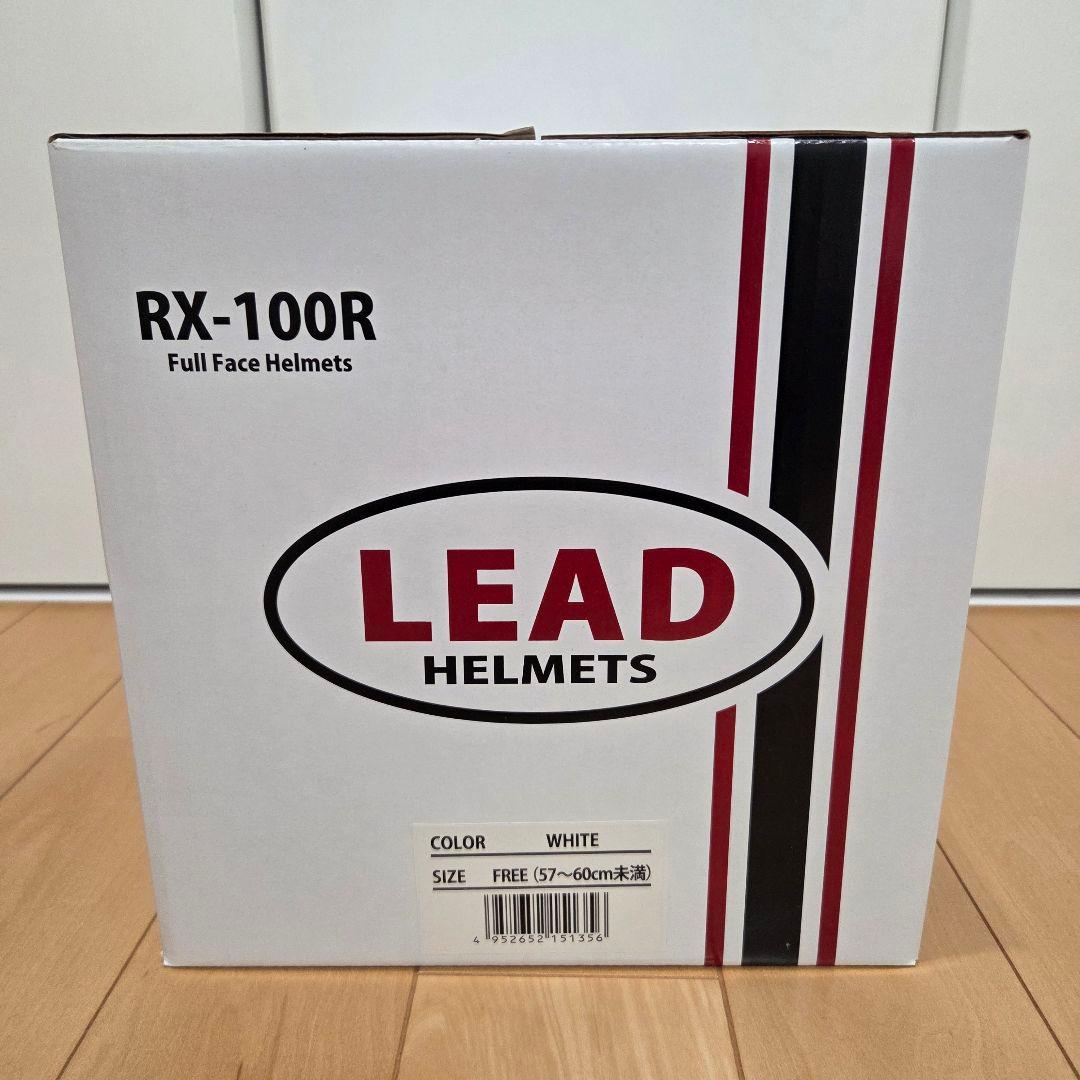 RX-100R
Full Face Helmets
LEAD
HELMETS
COLOR WHITE
SIZE FREE (57〜60cm未満)
4 952652 151356